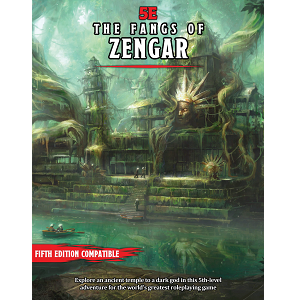 5E
THE FANGS OF
ZENGAR
FIFTH EDITION COMPATIBLE
Explore an ancient temple to a dark god in this 5th-level
adventure for the world's greatest roleplaying game